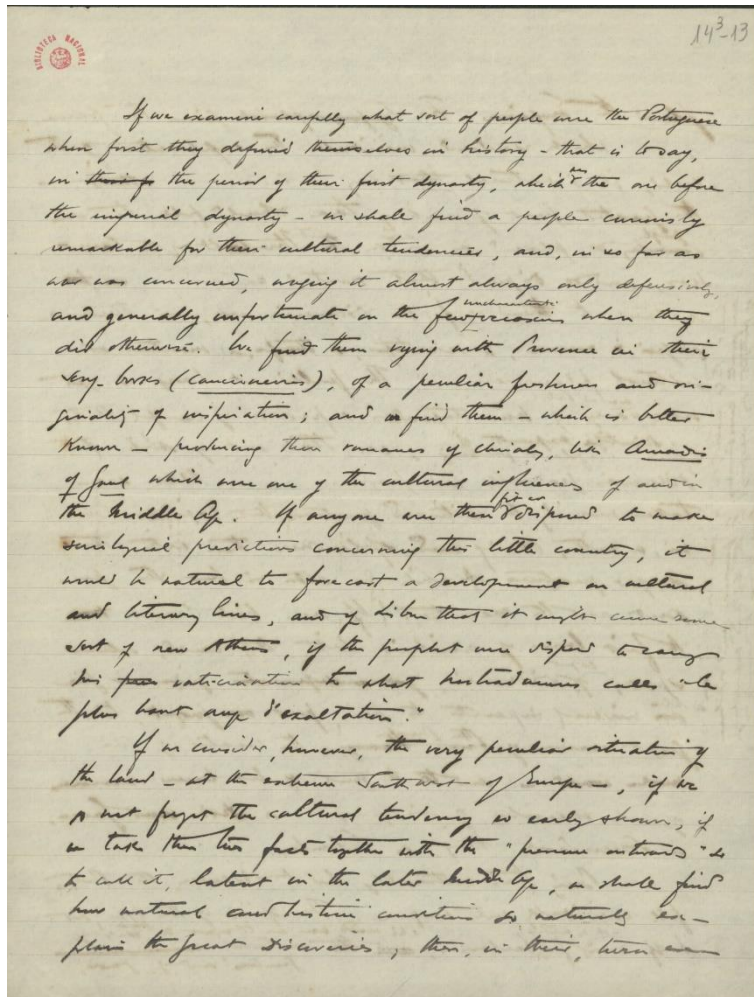 BIBLIOTECA NACIONAL
14³-13
If we examine carefully what sort of people were the Portuguese
when first they defined themselves in history - that is to say,
in the period of their first dynasty, which was the one before
the imperial dynasty - we shall find a people curiously
remarkable for their cultural tendencies, and, in so far as
war was concerned, waging it almost always only defensively,
and generally unfortunate on the few occasions when they
did otherwise. We find them vying with Provence in their
song-books (cancioneiros), of a peculiar freshness and ori-
ginality of inspiration; and we find them - which is better
known - producing those romances of chivalry, like Amadis
of Gaul which were one of the cultural influences of and in
the Middle Age. If anyone were then disposed to make
sociological predictions concerning this little country, it
would be natural to forecast a development on cultural
and literary lines, and of Lisbon that it might become some
sort of new Athens, if the prophet were disposed to carry
his vaticination to what Nostradamus calls "le
plus haut d'exaltation."
If we consider, however, the very peculiar situation of
the land - at the extreme Southwest of Europe -, if we
do not forget the cultural tendency so early shown, if
we take these two facts together with the "pressure outwards" so
to call it, latent in the later Middle Age, we shall find
how natural and historic conditions so naturally ex-
plain the great discoveries; these, in their, turn